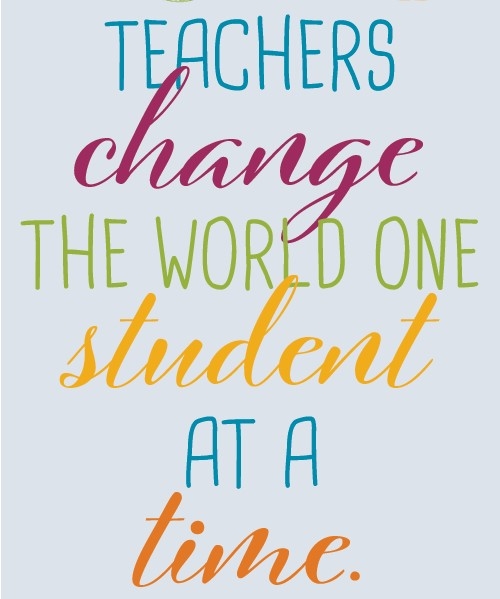 TEACHERS
change
THE WORLD ONE
student
AT A
time.